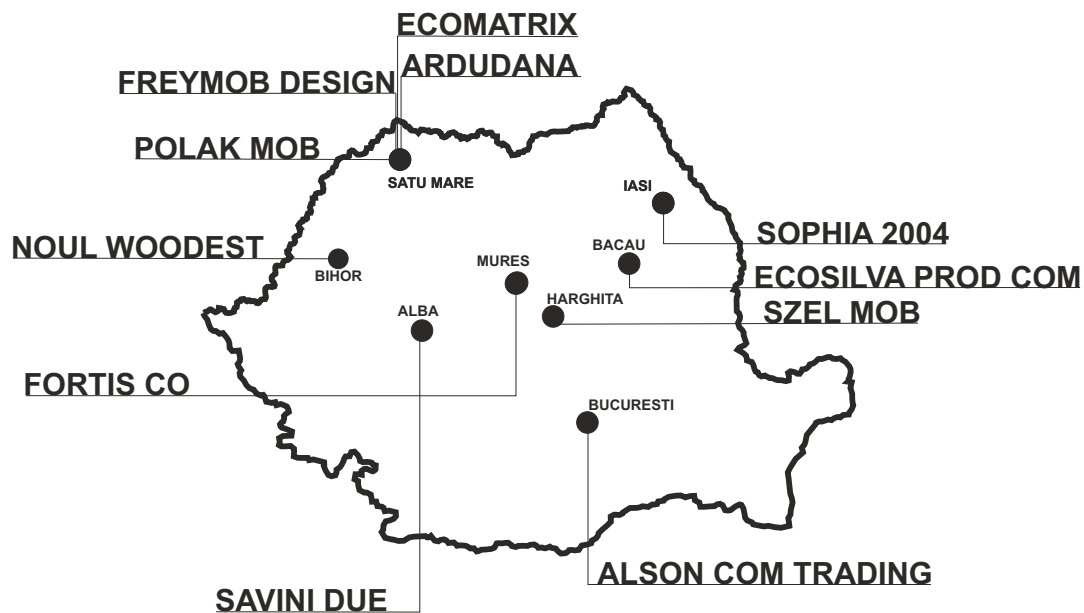 ECOMATRIX
ARDUDANA
FREYMOB DESIGN
POLAK MOB
SATU MARE
IASI
SOPHIA 2004
NOUL WOODEST
BIHOR
MURES
BACAU
ECOSILVA PROD COM
HARGHITA
SZEL MOB
ALBA
FORTIS CO
BUCURESTI
ALSON COM TRADING
SAVINI DUE